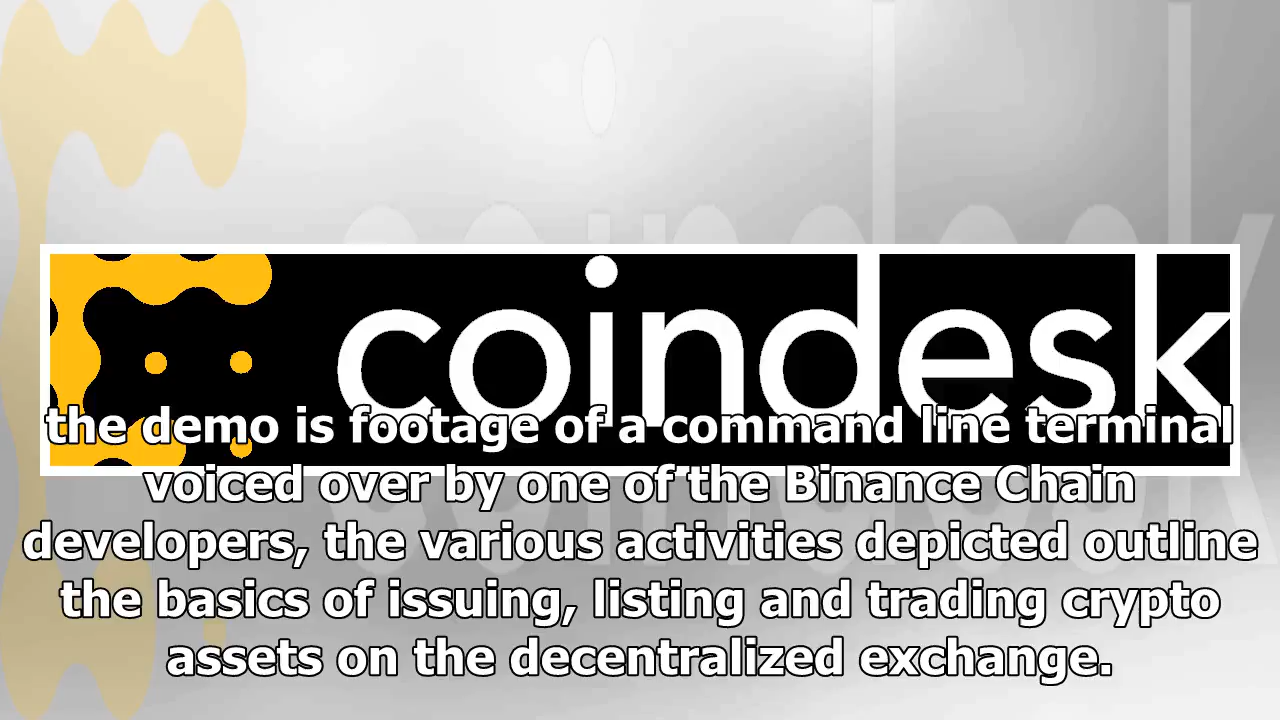 coindesk
the demo is footage of a command line terminal
voiced over by one of the Binance Chain
developers, the various activities depicted outline
the basics of issuing, listing and trading crypto
assets on the decentralized exchange.